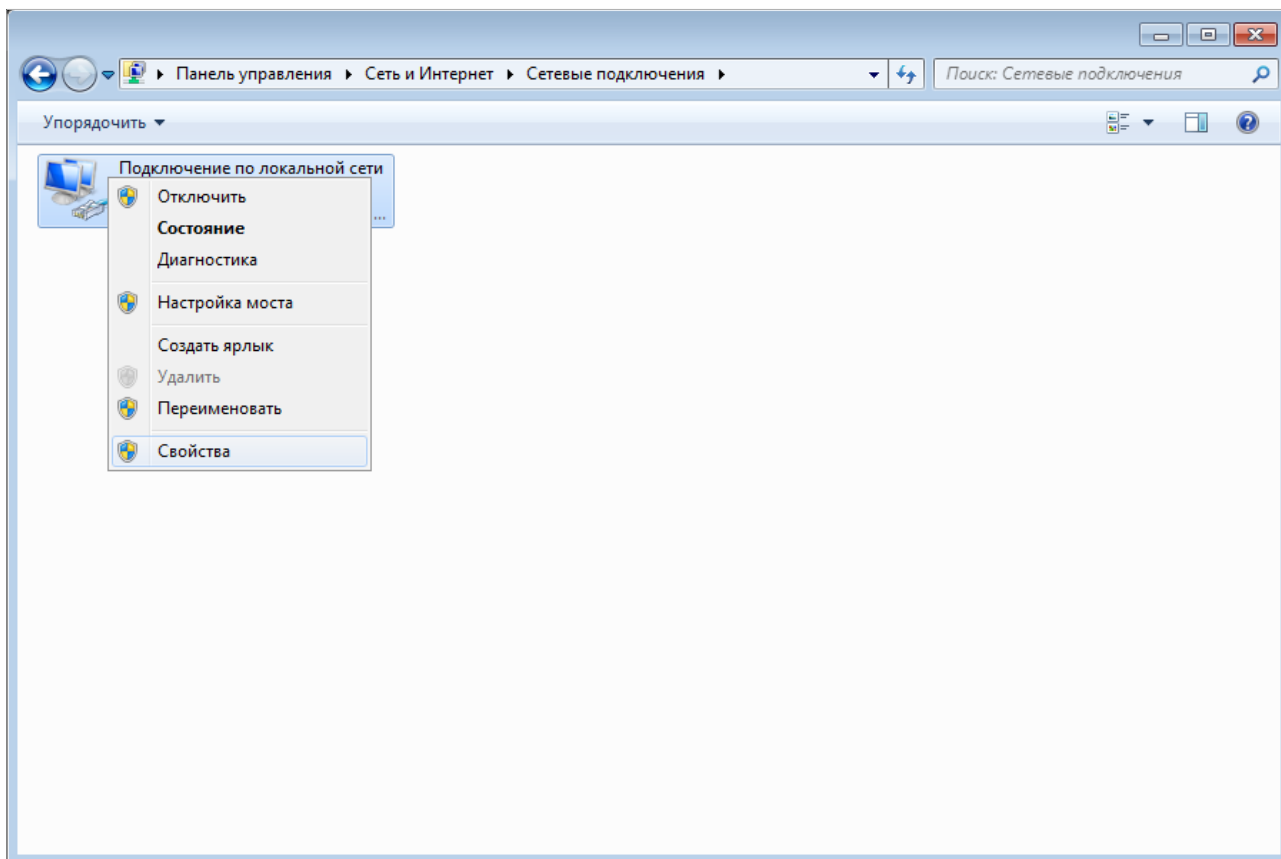 Панель управления Сеть и Интернет Сетевые подключения Поиск: Сетевые подключения
Упорядочить
Подключение по локальной сети
...
Отключить
Состояние
Диагностика
Настройка моста
Создать ярлык
Удалить
Переименовать
Свойства